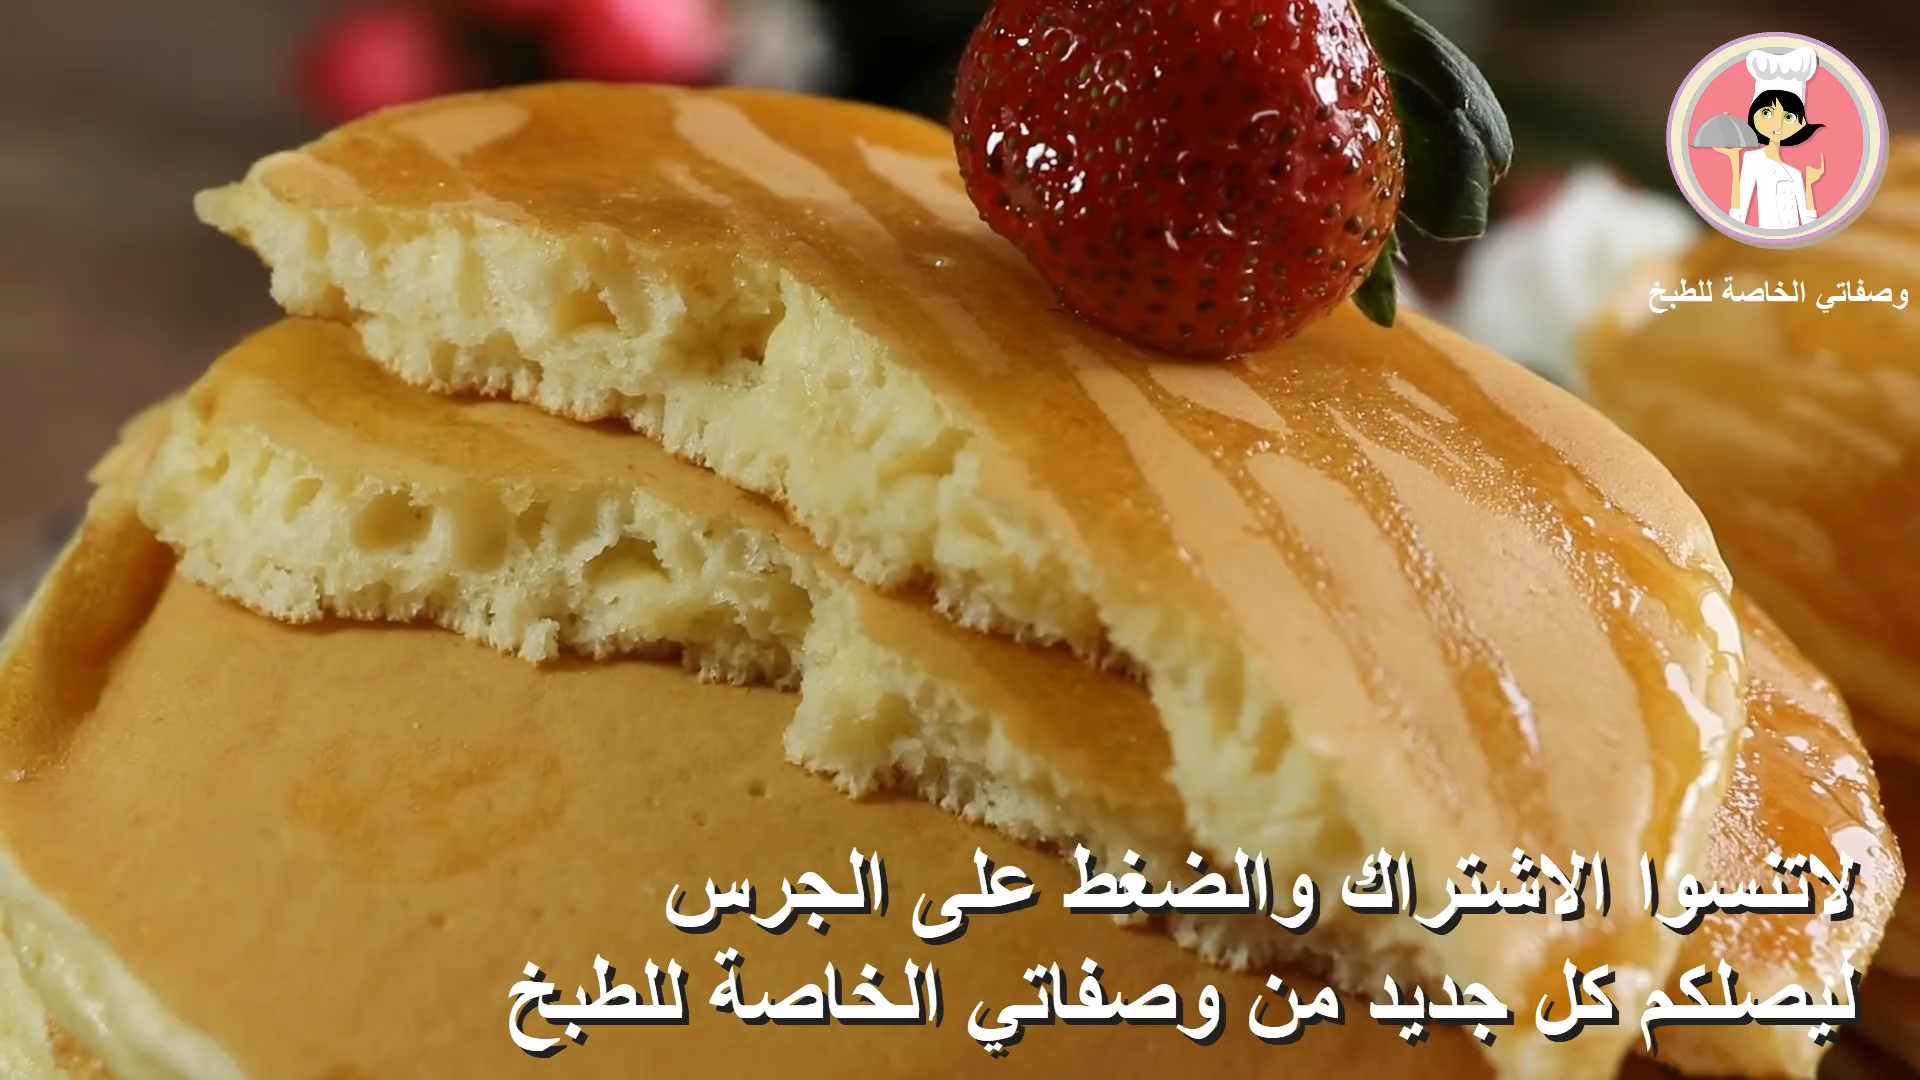 وصفاتي الخاصة للطبخ
لاتنسوا الاشتراك والضغط على الجرس
ليصلكم كل جديد من وصفاتي الخاصة للطبخ